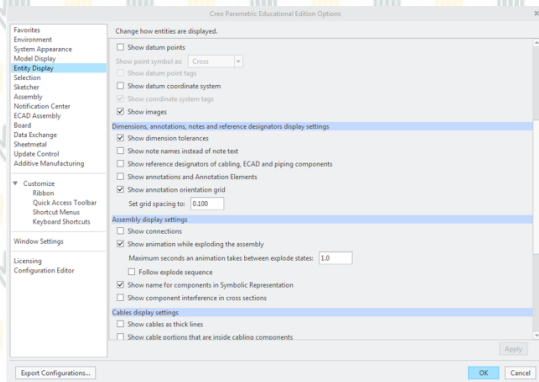 Creo Parametric Educational Edition Options
Favorites
Environment
System Appearance
Model Display
Entity Display
Selection
Sketcher
Assembly
Notification Center
ECAD Assembly
Board
Data Exchange
Sheetmetal
Update Control
Additive Manufacturing
Customize
Ribbon
Quick Access Toolbar
Shortcut Menus
Keyboard Shortcuts
Window Settings
Licensing
Configuration Editor
Change how entities are displayed.
Show datum points
Show point symbol as: Cross
Show datum point tags
Show datum coordinate system
Show coordinate system tags
Show images
Dimensions, annotations, notes and reference designators display settings
Show dimension tolerances
Show note names instead of note text
Show reference designators of cabling, ECAD and piping components
Show annotations and Annotation Elements
Show annotation orientation grid
Set grid spacing to: 0.100
Assembly display settings
Show connections
Show animation while exploding the assembly
Maximum seconds an animation takes between explode states: 1.0
Follow explode sequence
Show name for components in Symbolic Representation
Show component interference in cross sections
Cables display settings
Show cables as thick lines
Show cable portions that are inside cabling components
Apply
Export Configurations...
OK Cancel